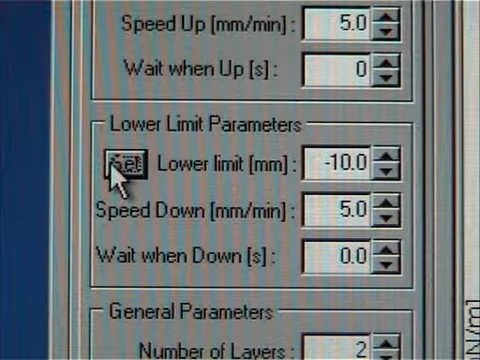 Speed Up [mm/min] : 5.0
Wait when Up [s] : 0
Lower Limit Parameters
Set Lower limit [mm] : -10.0
Speed Down [mm/min] : 5.0
Wait when Down [s] : 0.0
General Parameters
Number of Layers : 2
N/m]